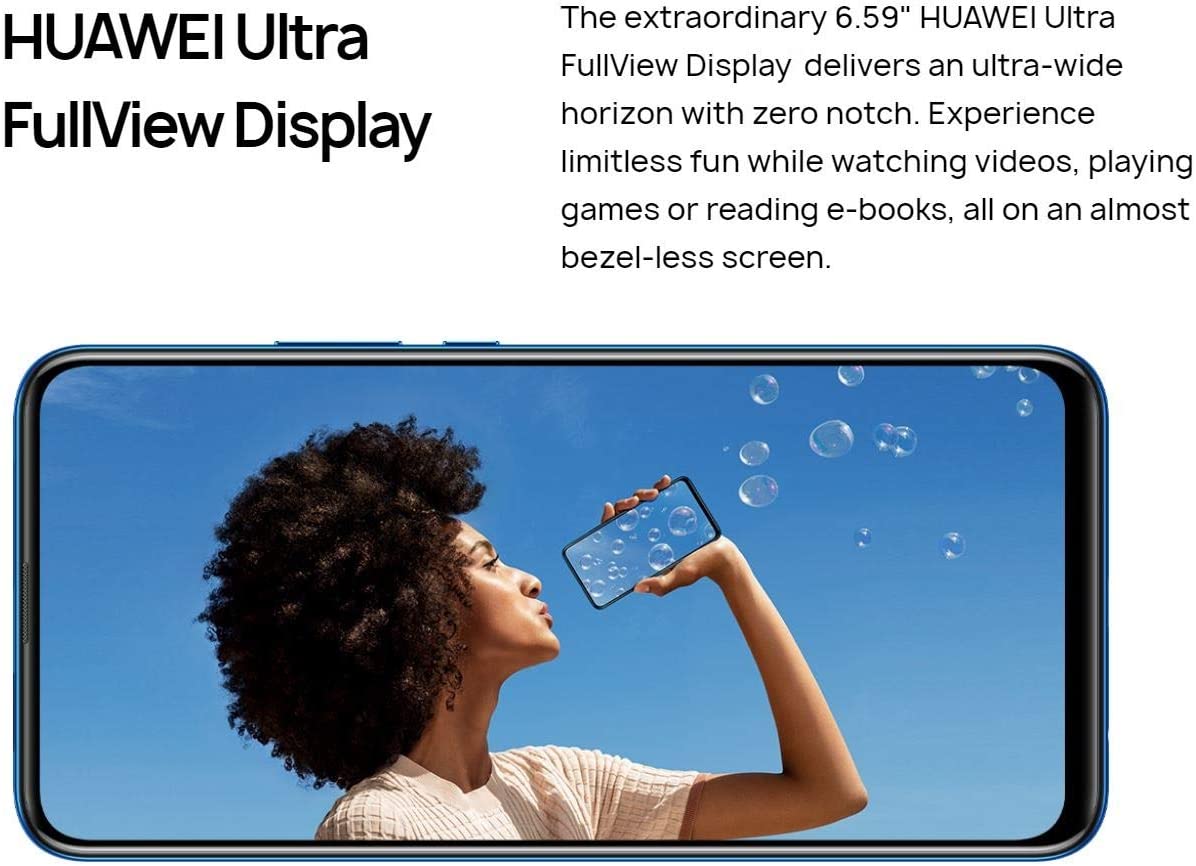 HUAWEI Ultra
FullView Display
The extraordinary 6.59" HUAWEI Ultra
FullView Display delivers an ultra-wide
horizon with zero notch. Experience
limitless fun while watching videos, playing
games or reading e-books, all on an almost
bezel-less screen.